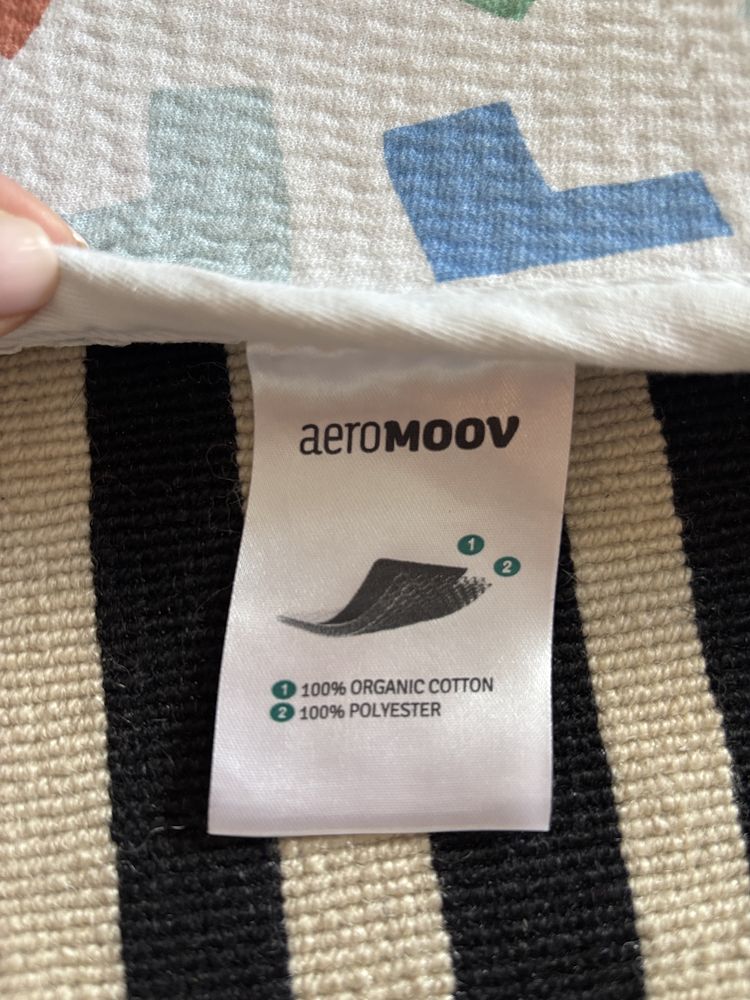 aeroMOOV
1
2
1 100% ORGANIC COTTON
2 100% POLYESTER